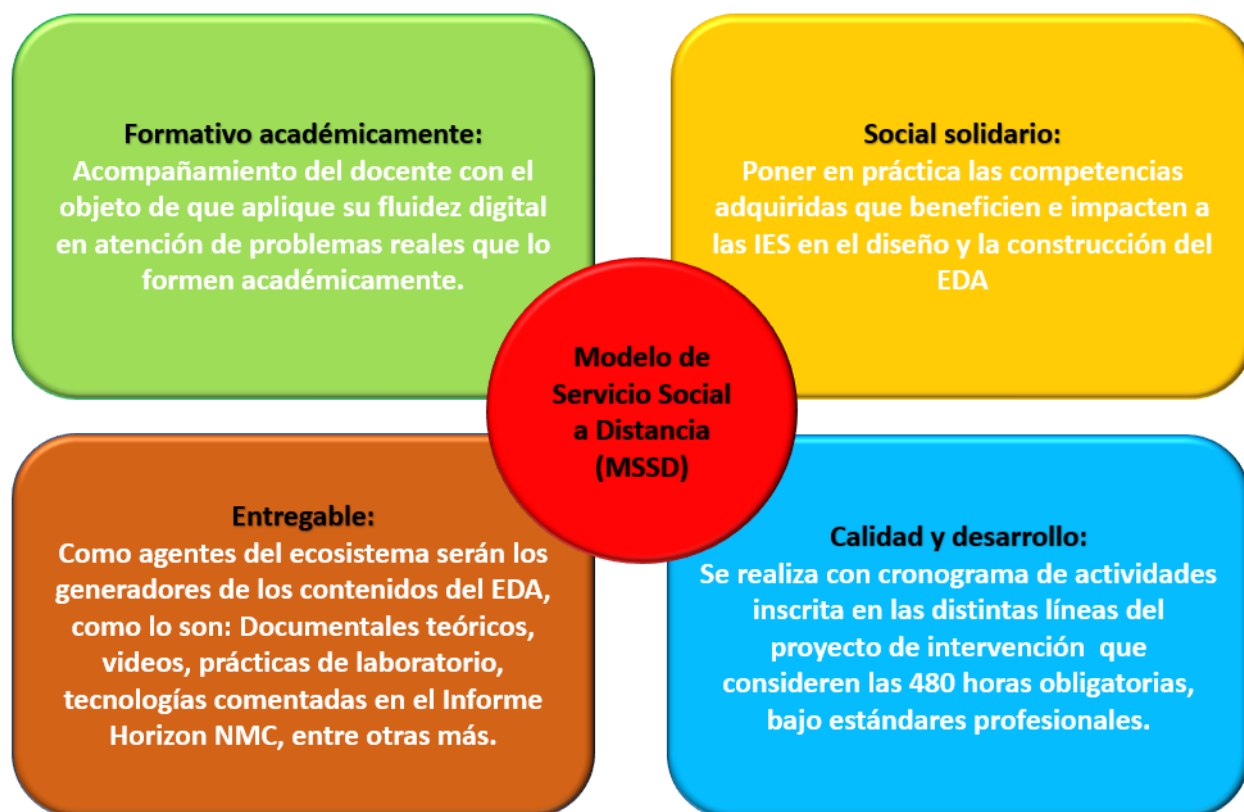 Formativo académicamente:
Acompañamiento del docente con el
objeto de que aplique su fluidez digital
en atención de problemas reales que lo
formen académicamente.
Social solidario:
Poner en práctica las competencias
adquiridas que beneficien e impacten a
las IES en el diseño y la construcción del
EDA
Modelo de
Servicio Social
a Distancia
(MSSD)
Entregable:
Como agentes del ecosistema serán los
generadores de los contenidos del EDA,
como lo son: Documentales teóricos,
videos, prácticas de laboratorio,
tecnologías comentadas en el Informe
Horizon NMC, entre otras más.
Calidad y desarrollo:
Se realiza con cronograma de actividades
inscrita en las distintas líneas del
proyecto de intervención que
consideren las 480 horas obligatorias,
bajo estándares profesionales.